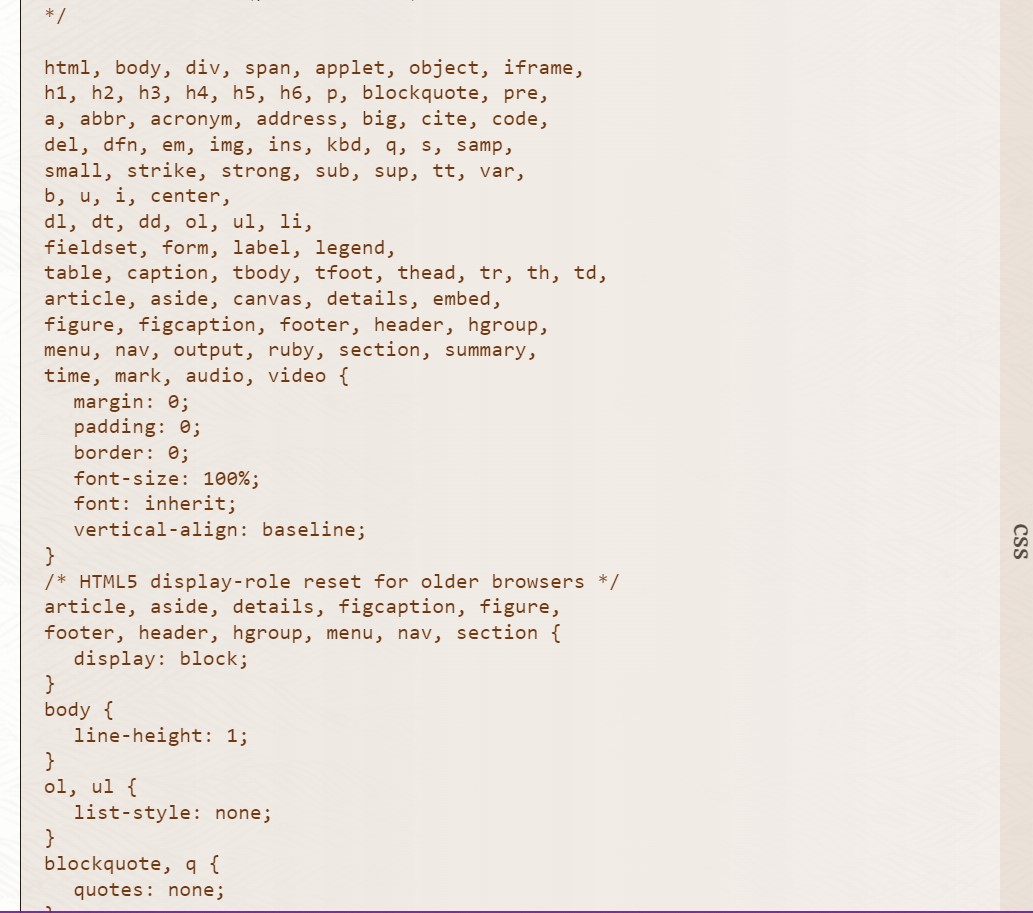 */
html, body, div, span, applet, object, iframe,
h1, h2, h3, h4, h5, h6, p, blockquote, pre,
a, abbr, acronym, address, big, cite, code,
del, dfn, em, img, ins, kbd, q, s, samp,
small, strike, strong, sub, sup, tt, var,
b, u, i, center,
dl, dt, dd, ol, ul, li,
fieldset, form, label, legend,
table, caption, tbody, tfoot, thead, tr, th, td,
article, aside, canvas, details, embed,
figure, figcaption, footer, header, hgroup,
menu, nav, output, ruby, section, summary,
time, mark, audio, video {
margin: 0;
padding: 0;
border: 0;
font-size: 100%;
font: inherit;
vertical-align: baseline;
}
/* HTML5 display-role reset for older browsers */
article, aside, details, figcaption, figure,
footer, header, hgroup, menu, nav, section {
display: block;
}
body {
line-height: 1;
}
ol, ul {
list-style: none;
}
blockquote, q {
quotes: none;
CSS